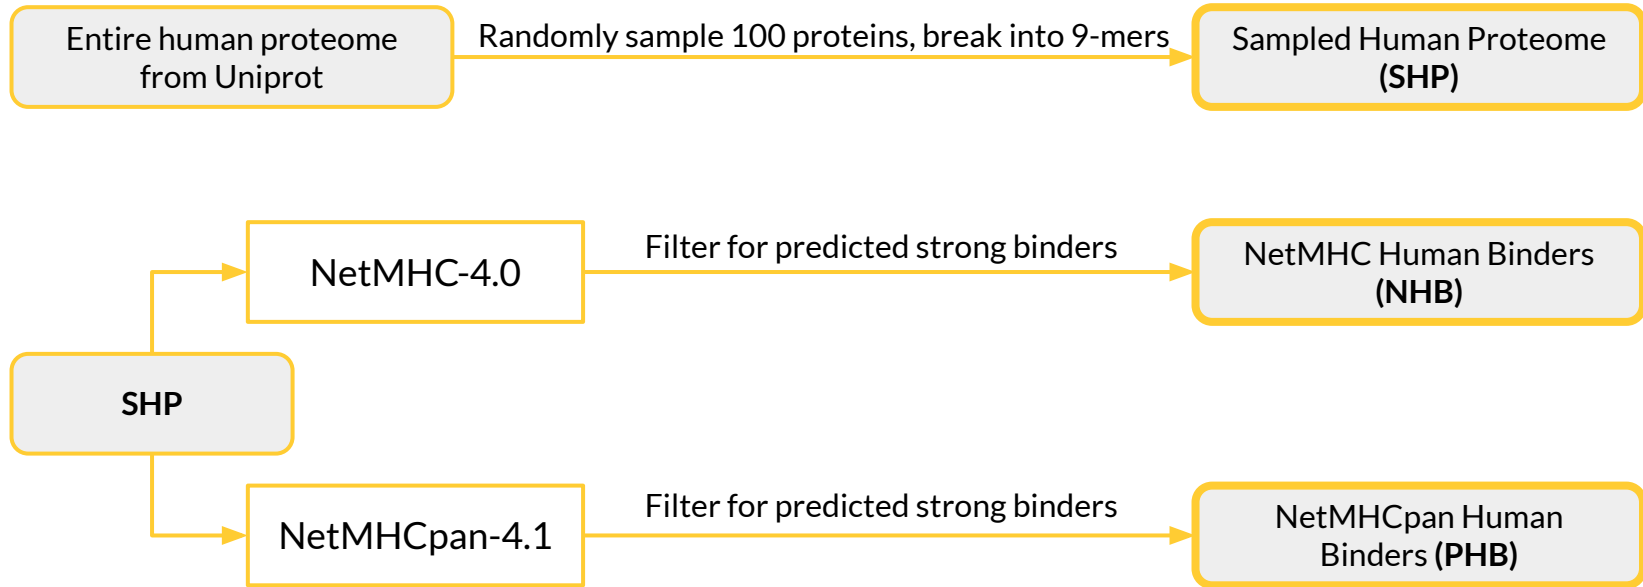 Entire human proteome
from Uniprot
Randomly sample 100 proteins, break into 9-mers
Sampled Human Proteome
(SHP)
NetMHC-4.0
Filter for predicted strong binders
NetMHC Human Binders
(NHB)
SHP
NetMHCpan-4.1
Filter for predicted strong binders
NetMHCpan Human
Binders (PHB)